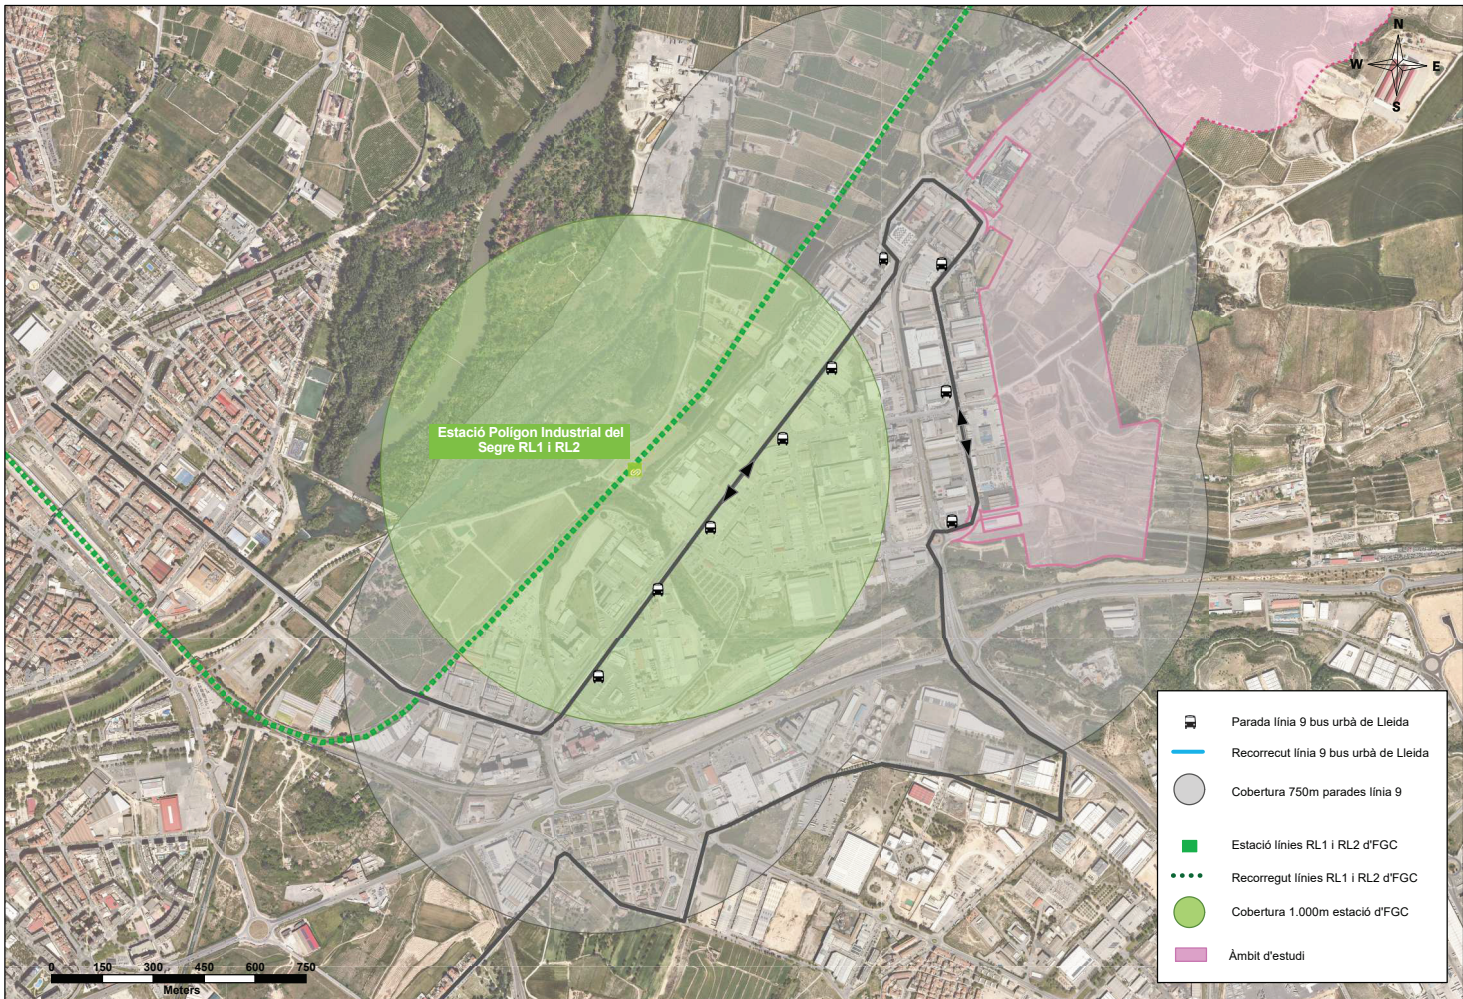 N
W E
S
Estació Polígon Industrial del
Segre RL1 i RL2
Parada línia 9 bus urbà de Lleida
Recorrecut línia 9 bus urbà de Lleida
Cobertura 750m parades línia 9
Estació línies RL1 i RL2 d'FGC
Recorregut línies RL1 i RL2 d'FGC
Cobertura 1.000m estació d'FGC
Àmbit d'estudi
0 150 300 450 600 750
Meters